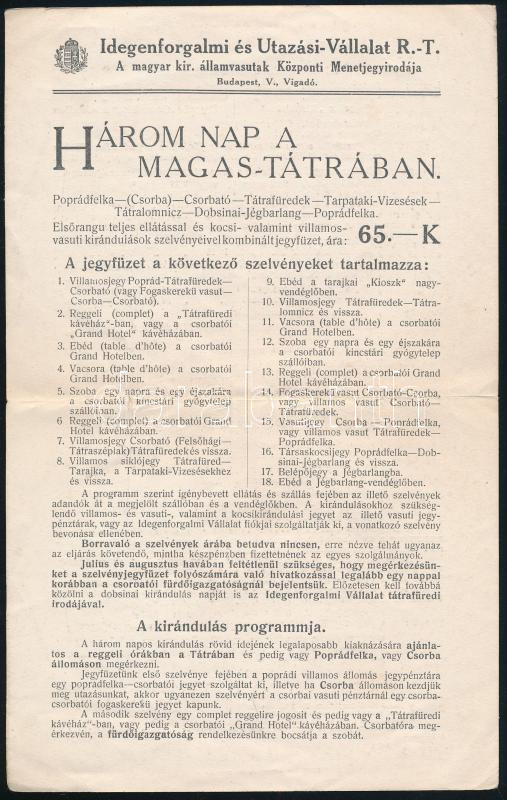 Idegenforgalmi és Utazási-Vállalat R.-T.
A magyar kir. államvasutak Központi Menetjegyirodája
Budapest, V., Vigadó.
HÁROM NAP A
MAGAS-TÁTRÁBAN.
Poprádfelka—(Csorba)—Csorbató—Tátrafüredek—Tarpataki-Vizesések—
Tátralomnicz—Dobsinai-Jégbarlang—Poprádfelka.
Elsőrangu teljes ellátással és kocsi- valamint villamos-
vasuti kirándulások szelvényeivel kombinált jegyfüzet, ára: 65.—K
A jegyfüzet a következő szelvényeket tartalmazza:
1. Villamosjegy Poprád-Tátrafüredek—
Csorbató (vagy Fogaskerekü vasut—
Csorba—Csorbató).
2. Reggeli (complet) a „Tátrafüredi
kávéház"-ban, vagy a csorbatói
„Grand Hotel" kávéházában.
3. Ebéd (table d'hôte) a csorbatói
Grand Hotelben.
4. Vacsora (table d'hôte) a csorbatói
Grand Hotelben.
5. Szoba egy napra és egy éjszakára
a csorbatói kincstári gyógytelep
szállóiban.
6 Reggeli (complet) a csorbatói Grand
Hotel kávéházában.
7. Villamosjegy Csorbató (Felsőhági-
Tátraszéplak) Tátrafüredek és vissza.
8. Villamos siklójegy Tátrafüred—
Tarajka, a Tarpataki-Vizesésekhez
és vissza.
9. Ebéd a tarajkai „Kioszk" nagy-
vendéglőben.
10. Villamosjegy Tátrafüredek—Tátra-
lomnicz és vissza.
11. Vacsora (table d'hôte) a csorbatói
Grand Hotelben.
12. Szoba egy napra és egy éjszakára
a csorbatói kincstári gyógytelep
szállóiban.
13. Reggeli (complet) a csorbatói Grand
Hotel kávéházában.
14. Fogaskerekü vasut Csorbató—Csorba,
vagy villamos vasut Csorbató—
Tátrafüredek.
15. Vasutjegy Csorba—Poprádfelka,
vagy villamos vasut Tátrafüredek—
Poprádfelka.
16. Társaskocsijegy Poprádfelka—Dob-
sinai-Jégbarlang és vissza.
17. Belépőjegy a Jégbarlangba.
18. Ebéd a Jégbarlang-vendéglőben.
A programm szerint igénybevett ellátás és szállás fejében az illető szelvények
adandók át a megjelölt szállóiban és a vendéglőkben. A kirándulásokhoz szükség-
lendő villamos- és vasuti-, valamint a kocsikirándulási jegyet az illető vasuti jegy-
pénztárak, vagy az Idegenforgalmi Vállalat fiókjai szolgáltatják ki, a vonatkozó szelvény
bevonása ellenében.
Borravaló a szelvények árába betudva nincsen, erre nézve tehát ugyanaz
az eljárás követendő, mintha készpénzben fizettetnének az egyes szolgálmányok.
Julius és augusztus havában feltétlenül szükséges, hogy megérkezésün-
ket a szelvényjegyfüzet folyószámára való hivatkozással legalább egy nappal
korábban a csorbatói fürdőigazgatóságnál bejelentsük. Előzetesen kell továbbá
közölni a dobsinai kirándulás napját is az Idegenforgalmi Vállalat tátrafüredi
irodájával.
A kirándulás programmja.
A három napos kirándulás rövid idejének legalaposabb kiaknázására ajánla-
tos a reggeli órákban a Tátrában és pedig vagy Poprádfelka, vagy Csorba
állomáson megérkezni.
Jegyfüzetünk első szelvénye fejében a poprádi villamos állomás jegypénztára
egy poprádfelka—csorbatói jegyet szolgáltat ki, illetve ha Csorba állomáson kezdjük
meg utazásunkat, akkor ugyanezen szelvényért a csorbai vasuti pénztárnál egy csorba-
csorbatói fogaskerekü jegyet kapunk.
A második szelvény egy complet reggelire jogosit és pedig vagy a „Tátrafüredi
kávéház"-ban, vagy pedig a csorbatói „Grand Hotel" kávéházában. Csorbatóra meg-
érkezvén, a fürdőigazgatóság rendelkezésünkre bocsátja a szobát.